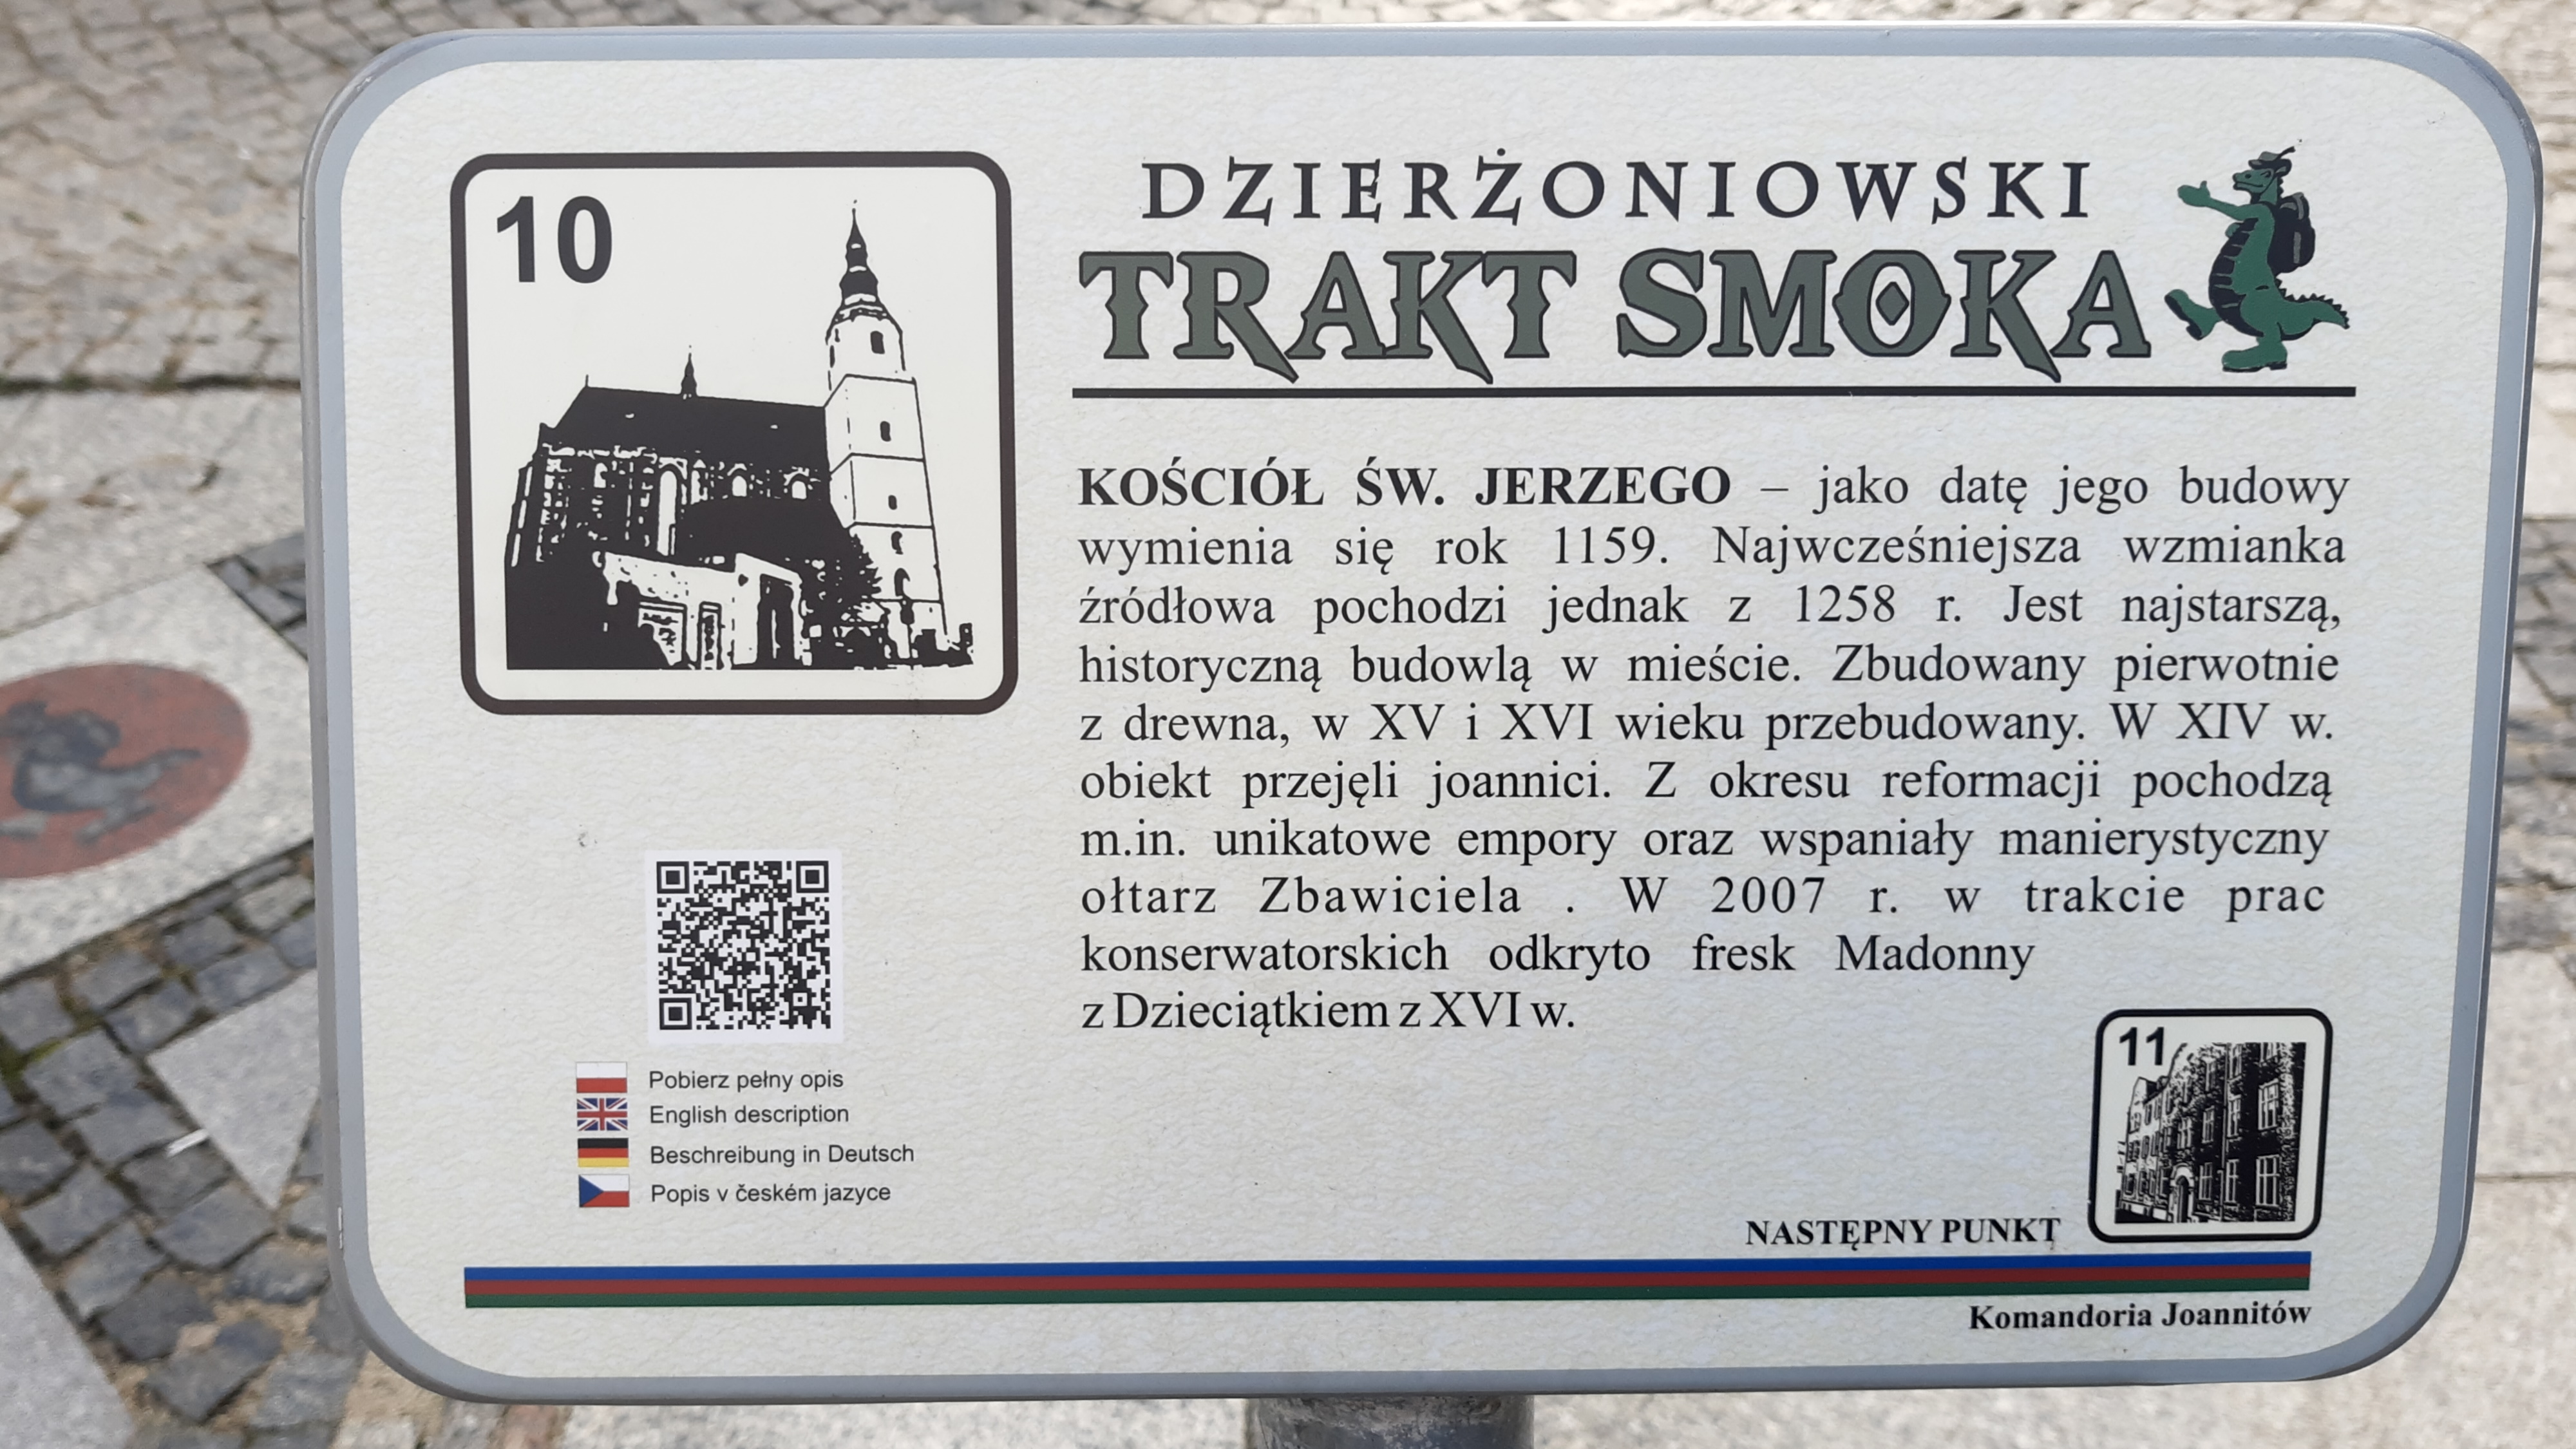 10
DZIERŻONIOWSKI
TRAKT SMOKA
KOŚCIÓŁ ŚW. JERZEGO – jako datę jego budowy
wymienia się rok 1159. Najwcześniejsza wzmianka
źródłowa pochodzi jednak z 1258 r. Jest najstarszą,
historyczną budowlą w mieście. Zbudowany pierwotnie
z drewna, w XV i XVI wieku przebudowany. W XIV w.
obiekt przejęli joannici. Z okresu reformacji pochodzą
m.in. unikatowe empory oraz wspaniały manierystyczny
ołtarz Zbawiciela . W 2007 r. w trakcie prac
konserwatorskich odkryto fresk Madonny
z Dzieciątkiem z XVI w.
Pobierz pełny opis
English description
Beschreibung in Deutsch
Popis v českém jazyce
11
NASTĘPNY PUNKT
Komandoria Joannitów